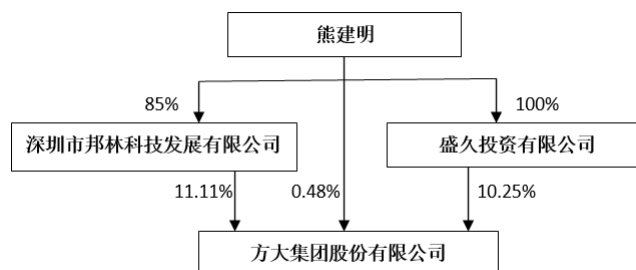 熊建明
85%
100%
深圳市邦林科技发展有限公司
盛久投资有限公司
11.11%
0.48%
10.25%
方大集团股份有限公司